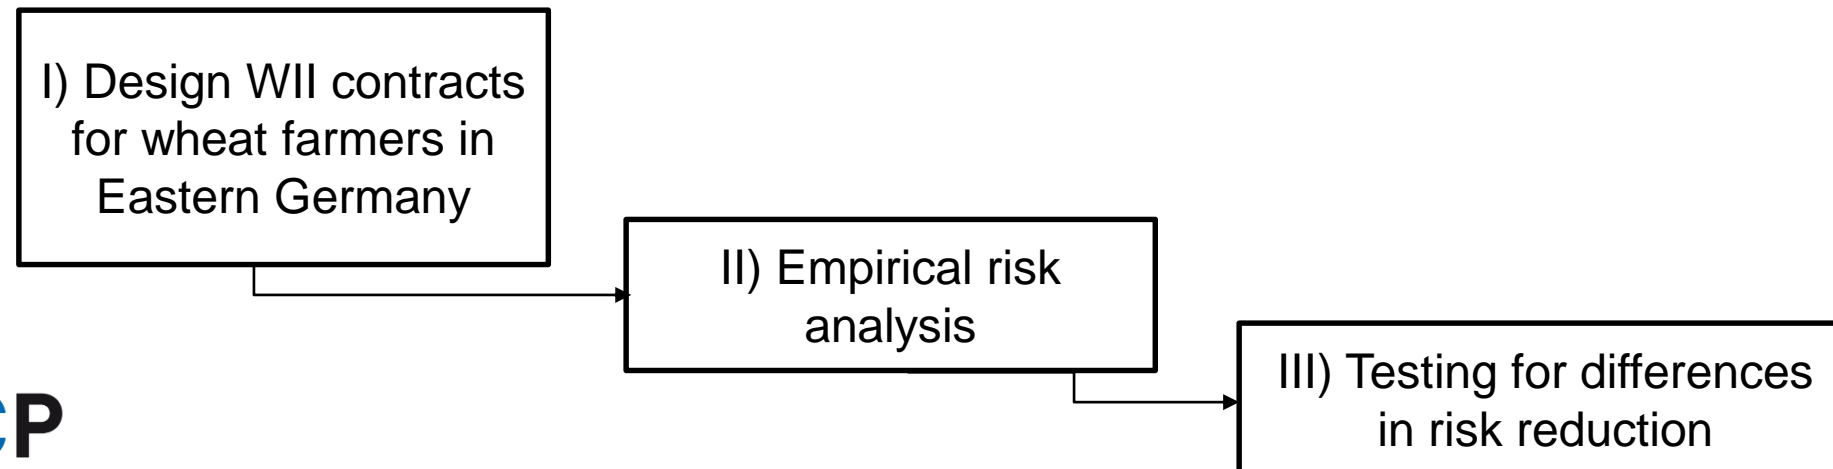 I) Design WII contracts
for wheat farmers in
Eastern Germany
II) Empirical risk
analysis
III) Testing for differences
in risk reduction
CP